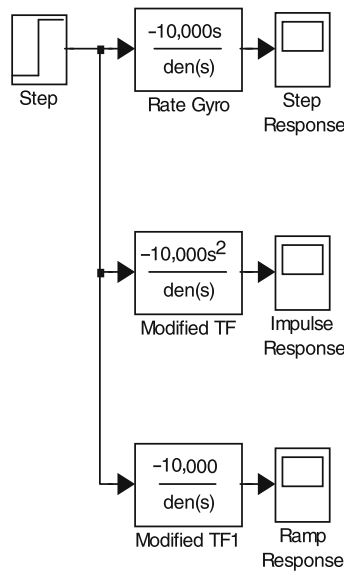 -10,000s
den(s)
Step
Rate Gyro
Step
Response
-10,000s²
den(s)
Modified TF
Impulse
Response
-10,000
den(s)
Modified TF1
Ramp
Response